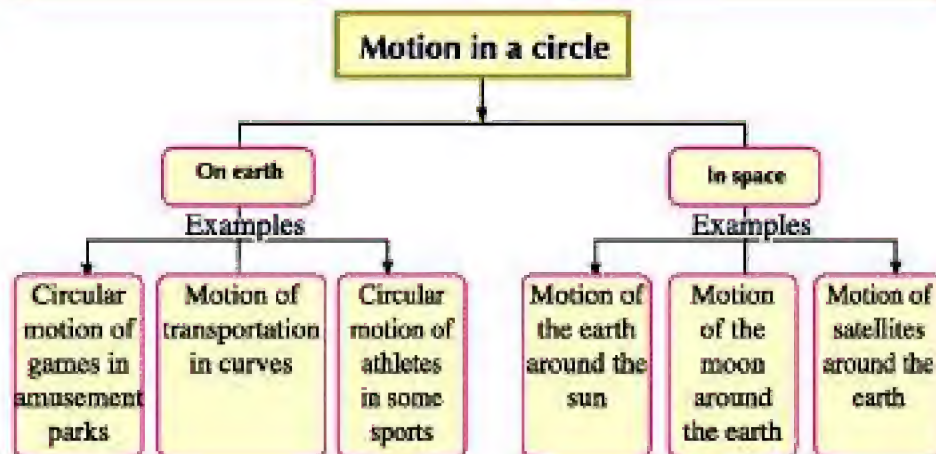 Motion in a circle
On earth
In space
Examples
Examples
Circular
motion of
games in
amusement
parks
Motion of
transportation
in curves
Circular
motion of
athletes
in some
sports
Motion of
the earth
around the
sun
Motion
of the
moon
around
the earth
Motion of
satellites
around the
earth